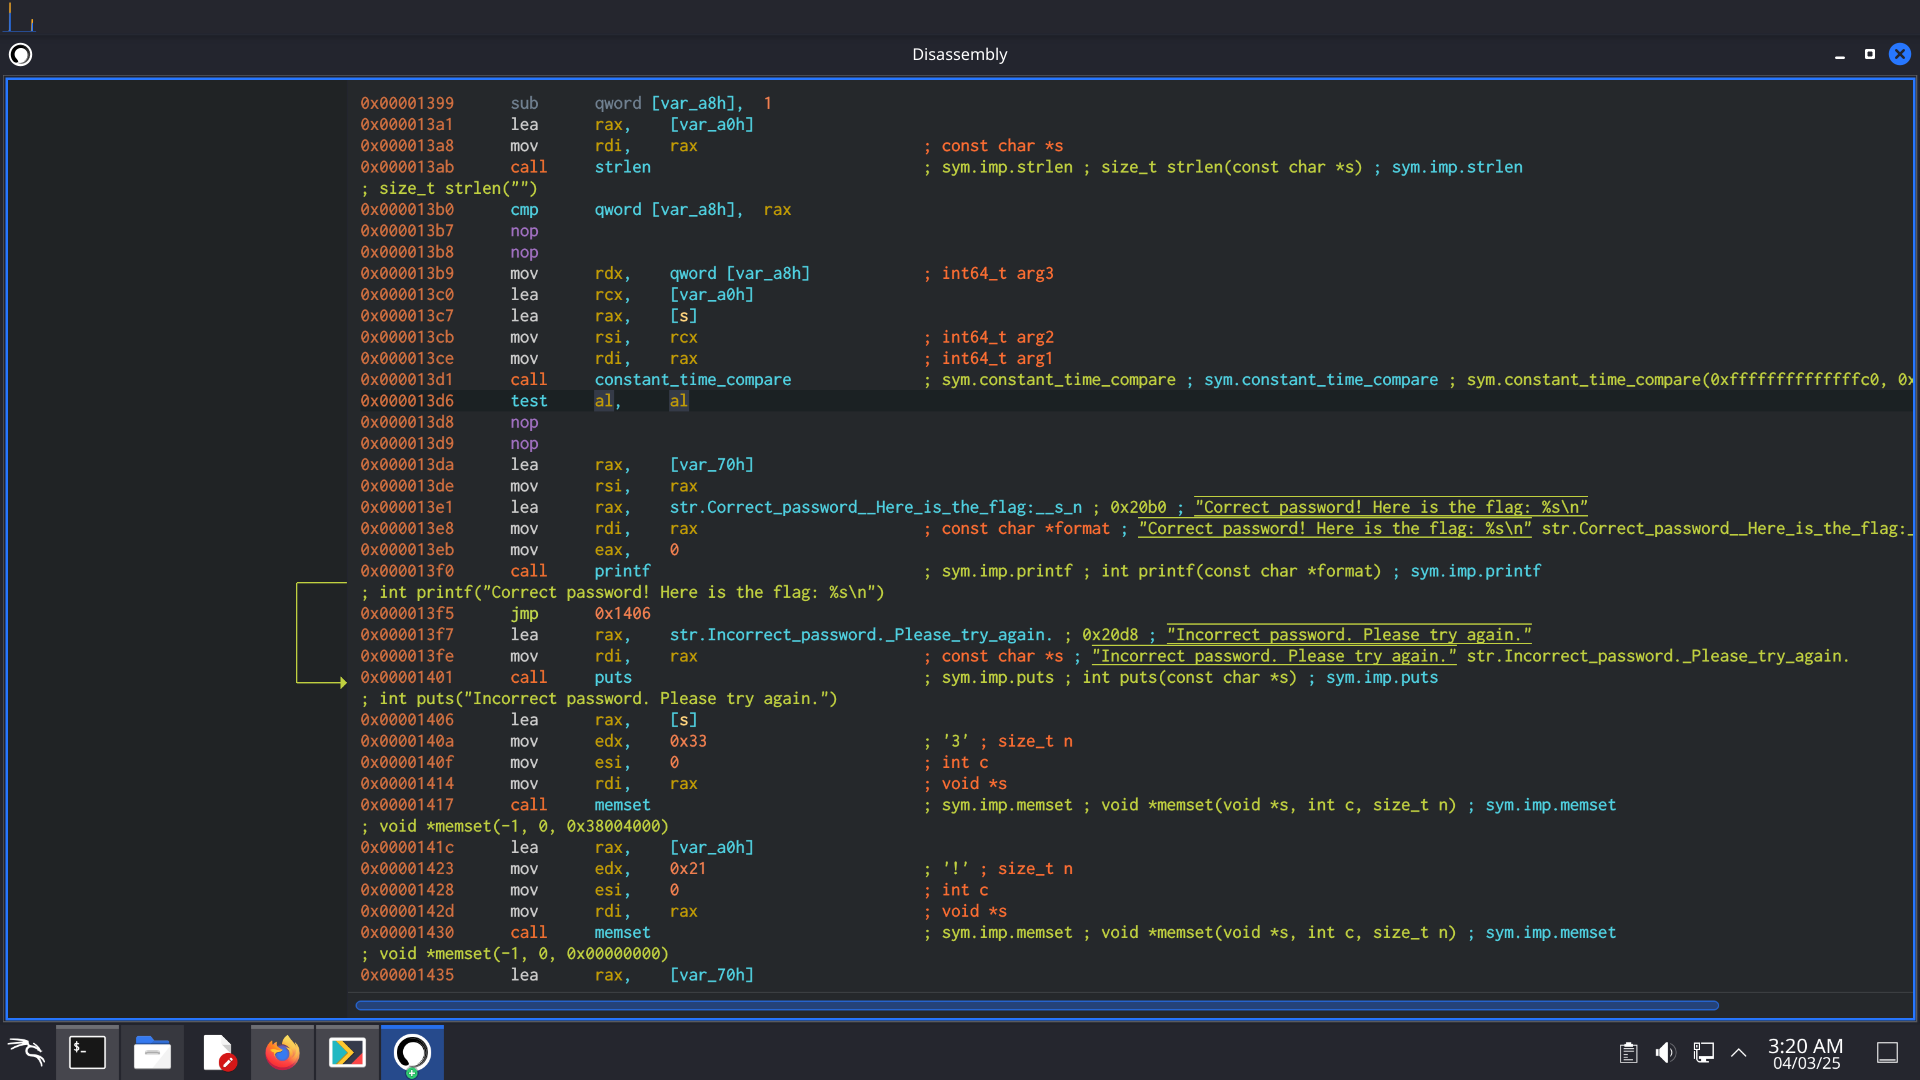 Disassembly
0x00001399 sub qword [var_a8h], 1
0x000013a1 lea rax, [var_a0h]
0x000013a8 mov rdi, rax ; const char *s
0x000013ab call strlen ; sym.imp.strlen ; size_t strlen(const char *s) ; sym.imp.strlen
; size_t strlen("")
0x000013b0 cmp qword [var_a8h], rax
0x000013b7 nop
0x000013b8 nop
0x000013b9 mov rdx, qword [var_a8h] ; int64_t arg3
0x000013c0 lea rcx, [var_a0h]
0x000013c7 lea rax, [s]
0x000013cb mov rsi, rcx ; int64_t arg2
0x000013ce mov rdi, rax ; int64_t arg1
0x000013d1 call constant_time_compare ; sym.constant_time_compare ; sym.constant_time_compare ; sym.constant_time_compare(0xffffffffffffffc0, 0x
0x000013d6 test al, al
0x000013d8 nop
0x000013d9 nop
0x000013da lea rax, [var_70h]
0x000013de mov rsi, rax
0x000013e1 lea rax, str.Correct_password__Here_is_the_flag:__s_n ; 0x20b0 ; "Correct password! Here is the flag: %s\n"
0x000013e8 mov rdi, rax ; const char *format ; "Correct password! Here is the flag: %s\n" str.Correct_password__Here_is_the_flag:_
0x000013eb mov eax, 0
0x000013f0 call printf ; sym.imp.printf ; int printf(const char *format) ; sym.imp.printf
; int printf("Correct password! Here is the flag: %s\n")
0x000013f5 jmp 0x1406
0x000013f7 lea rax, str.Incorrect_password._Please_try_again. ; 0x20d8 ; "Incorrect password. Please try again."
0x000013fe mov rdi, rax ; const char *s ; "Incorrect password. Please try again." str.Incorrect_password._Please_try_again.
0x00001401 call puts ; sym.imp.puts ; int puts(const char *s) ; sym.imp.puts
; int puts("Incorrect password. Please try again.")
0x00001406 lea rax, [s]
0x0000140a mov edx, 0x33 ; '3' ; size_t n
0x0000140f mov esi, 0 ; int c
0x00001414 mov rdi, rax ; void *s
0x00001417 call memset ; sym.imp.memset ; void *memset(void *s, int c, size_t n) ; sym.imp.memset
; void *memset(-1, 0, 0x38004000)
0x0000141c lea rax, [var_a0h]
0x00001423 mov edx, 0x21 ; '!' ; size_t n
0x00001428 mov esi, 0 ; int c
0x0000142d mov rdi, rax ; void *s
0x00001430 call memset ; sym.imp.memset ; void *memset(void *s, int c, size_t n) ; sym.imp.memset
; void *memset(-1, 0, 0x00000000)
0x00001435 lea rax, [var_70h]
$_
3:20 AM
04/03/25